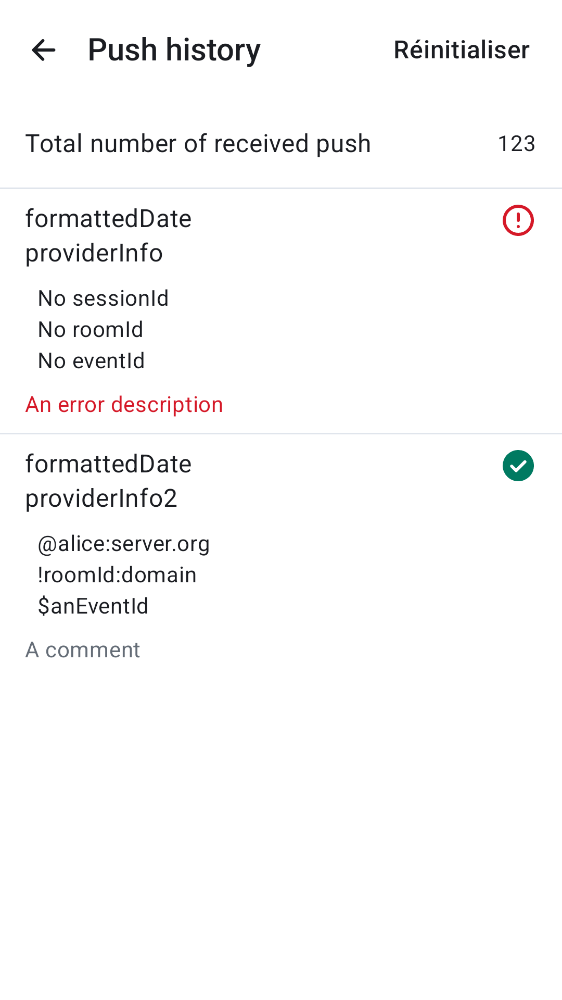 Push history Réinitialiser
Total number of received push 123
formattedDate
providerInfo
No sessionId
No roomId
No eventId
An error description
formattedDate
providerInfo2
@alice:server.org
!roomId:domain
$anEventId
A comment